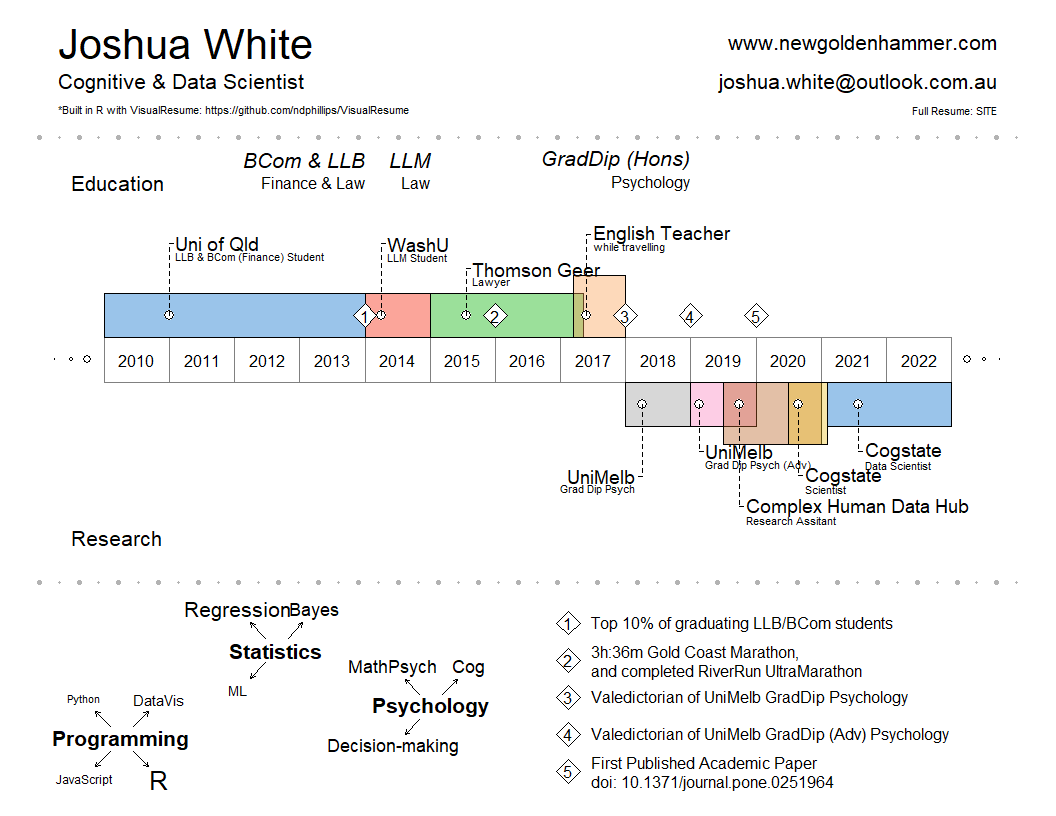 Joshua White
www.newgoldenhammer.com
Cognitive & Data Scientist
joshua.white@outlook.com.au
*Built in R with VisualResume: https://github.com/ndphillips/VisualResume
Full Resume: SITE
BCom & LLB
LLM
GradDip (Hons)
Education
Finance & Law
Law
Psychology
English Teacher
while travelling
Uni of Qld
LLB & BCom (Finance) Student
WashU
LLM Student
Thomson Geer
Lawyer
1
2
3
4
5
2010 2011 2012 2013 2014 2015 2016 2017 2018 2019 2020 2021 2022
UniMelb
Grad Dip Psych
UniMelb
Grad Dip Psych (Adv)
Cogstate
Data Scientist
Cogstate
Scientist
Complex Human Data Hub
Research Assitant
Research
Regression
Bayes
Statistics
ML
MathPsych
Cog
Psychology
Decision-making
Python
DataVis
Programming
JavaScript
R
1 Top 10% of graduating LLB/BCom students
2 3h:36m Gold Coast Marathon,
and completed RiverRun UltraMarathon
3 Valedictorian of UniMelb GradDip Psychology
4 Valedictorian of UniMelb GradDip (Adv) Psychology
5 First Published Academic Paper
doi: 10.1371/journal.pone.0251964